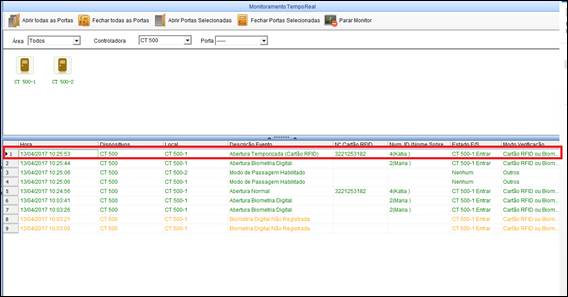 Monitoramento TempoReal
Abrir todas as Portas Fechar todas as Portas Abrir Portas Selecionadas Fechar Portas Selecionadas Parar Monitor
Área Todos Controladora CT 500 Porta -----
CT 500-1 CT 500-2
Hora Dispositivos Local Descrição Evento Nº Cartão RFID Num. ID (Nome Sobre Estado E/S Modo Verificação
1 13/04/2017 10:25:53 CT 500 CT 500-1 Abertura Temporizada (Cartão RFID) 3221253182 4(Katia ) CT 500-1 Entrar Cartão RFID ou Biom...
2 13/04/2017 10:25:44 CT 500 CT 500-1 Abertura Biometria Digital 2(Maria ) CT 500-1 Entrar Cartão RFID ou Biom...
3 13/04/2017 10:25:06 CT 500 CT 500-2 Modo de Passagem Habilitado Nenhum Outros
4 13/04/2017 10:25:06 CT 500 CT 500-1 Modo de Passagem Habilitado Nenhum Outros
5 13/04/2017 10:25:06 CT 500 CT 500-1 Abertura Normal 3221253182 4(Katia ) CT 500-1 Entrar Cartão RFID ou Biom...
6 13/04/2017 10:03:41 CT 500 CT 500-1 Abertura Biometria Digital 2(Maria ) CT 500-1 Entrar Cartão RFID ou Biom...
7 13/04/2017 10:03:26 CT 500 CT 500-1 Abertura Biometria Digital 2(Maria ) CT 500-1 Entrar Cartão RFID ou Biom...
8 13/04/2017 10:03:21 CT 500 CT 500-1 Biometria Digital Não Registrada CT 500-1 Entrar Cartão RFID ou Biom...
9 13/04/2017 CT 500 CT 500-1 Biometria Digital Não Registrada CT 500-1 Entrar Cartão RFID ou Biom...